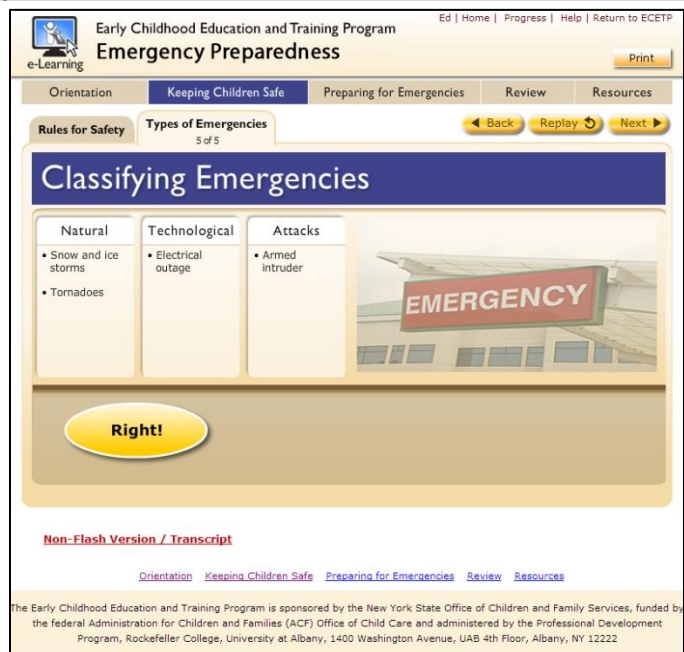 Ed | Home | Progress | Help | Return to ECETP
Early Childhood Education and Training Program
Emergency Preparedness
e-Learning
Print
Orientation Keeping Children Safe Preparing for Emergencies Review Resources
Rules for Safety
Types of Emergencies
5 of 5
Back Replay Next
Classifying Emergencies
Natural
• Snow and ice
storms
• Tornadoes
Technological
• Electrical
outage
Attacks
• Armed
intruder
EMERGENCY
Right!
Non-Flash Version / Transcript
Orientation Keeping Children Safe Preparing for Emergencies Review Resources
The Early Childhood Education and Training Program is sponsored by the New York State Office of Children and Family Services, funded by
the federal Administration for Children and Families (ACF) Office of Child Care and administered by the Professional Development
Program, Rockefeller College, University at Albany, 1400 Washington Avenue, UAB 4th Floor, Albany, NY 12222